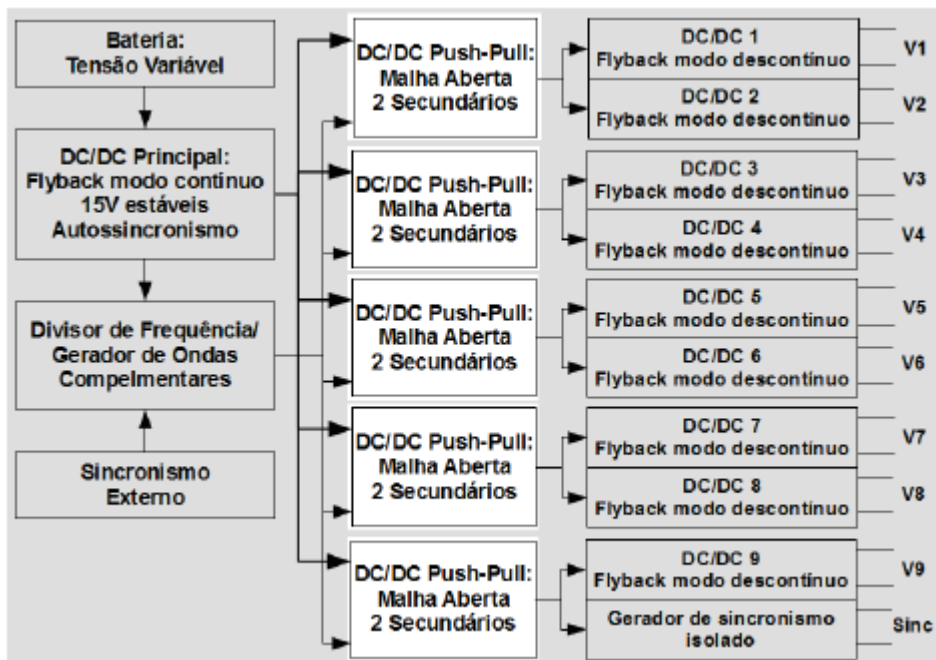 Bateria:
Tensão Variável
DC/DC Principal:
Flyback modo contínuo
15V estáveis
Autossincronismo
Divisor de Frequência/
Gerador de Ondas
Compelmentares
Sincronismo
Externo
DC/DC Push-Pull:
Malha Aberta
2 Secundários
DC/DC Push-Pull:
Malha Aberta
2 Secundários
DC/DC Push-Pull:
Malha Aberta
2 Secundários
DC/DC Push-Pull:
Malha Aberta
2 Secundários
DC/DC Push-Pull:
Malha Aberta
2 Secundários
DC/DC 1
Flyback modo descontínuo
V1
DC/DC 2
Flyback modo descontínuo
V2
DC/DC 3
Flyback modo descontínuo
V3
DC/DC 4
Flyback modo descontínuo
V4
DC/DC 5
Flyback modo descontínuo
V5
DC/DC 6
Flyback modo descontínuo
V6
DC/DC 7
Flyback modo descontínuo
V7
DC/DC 8
Flyback modo descontínuo
V8
DC/DC 9
Flyback modo descontínuo
V9
Gerador de sincronismo
isolado
Sinc